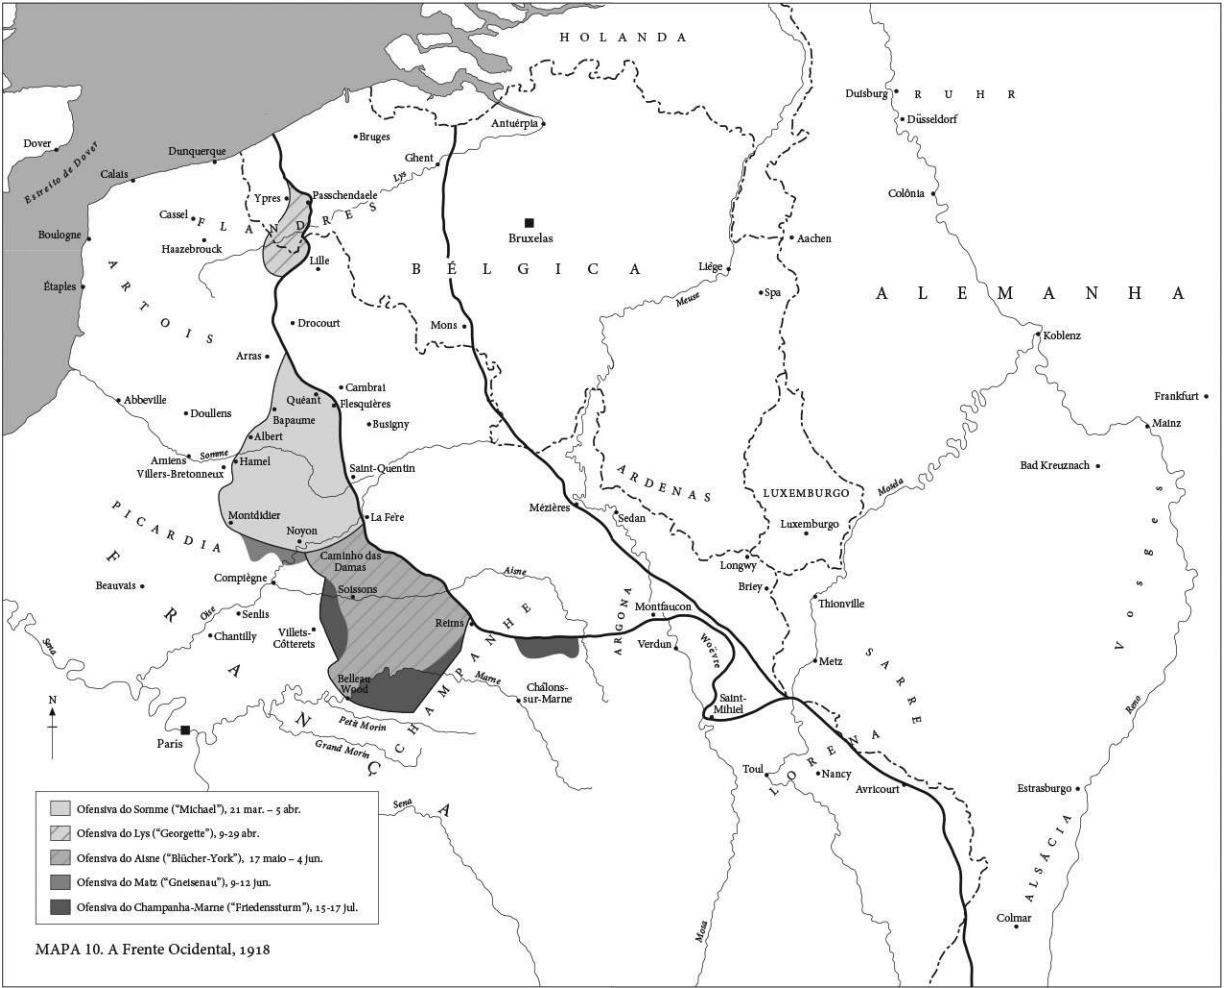 HOLANDA
Duisburg
RUHR
Düsseldorf
Antuérpia
Bruges
Dover
Estreito de Dover
Dunquerque
Ghent
Lys
Calais
Ypres
Passchendaele
Colônia
Cassel
FLANDRES
Boulogne
Haazebrouck
Bruxelas
Aachen
Lille
BÉLGICA
Liége
ARTOIS
Étaples
Meuse
Spa
ALEMANHA
Drocourt
Mons
Koblenz
Arras
Cambrai
Quéant
Flesquières
Abbeville
Doullens
Bapaume
Busigny
Frankfurt
Mainz
Albert
Somme
Amiens
Hamel
Villers-Bretonneux
Saint-Quentin
Bad Kreuznach
ARDENAS
Mosela
LUXEMBURGO
Luxemburgo
Mézières
Sedan
Montdidier
La Fère
PICARDIA
Noyon
Caminho das
Damas
Longwy
Vosges
FRANÇA
Beauvais
Compiègne
Aisne
Soissons
Briey
Thionville
Oise
Senlis
Chantilly
Villets-
Côtterets
Reims
Montfaucon
ARGONA
Verdun
Woëvre
Sena
Metz
SARRE
Belleau
Wood
Marne
CHAMPANHE
Châlons-
sur-Marne
Saint-
Mihiel
Reno
N
Petit Morin
Grand Morin
Paris
LORENA
Toul
Nancy
Avricourt
Estrasburgo
Sena
ALSÁCIA
Colmar
Mosa
Ofensiva do Somme (“Michael”), 21 mar. – 5 abr.
Ofensiva do Lys (“Georgette”), 9-29 abr.
Ofensiva do Aisne (“Blücher-York”), 17 maio – 4 jun.
Ofensiva do Matz (“Gneisenau”), 9-12 jun.
Ofensiva do Champanha-Marne (“Friedenssturm”), 15-17 jul.
MAPA 10. A Frente Ocidental, 1918